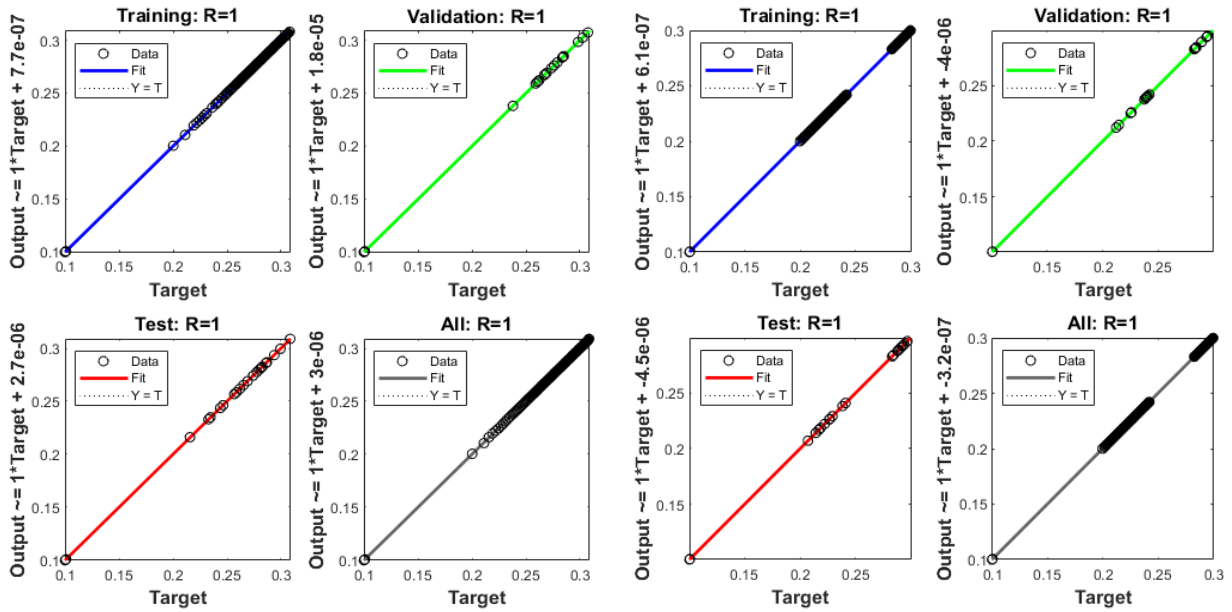 Training: R=1
Output ~= 1*Target + 7.7e-07
0.3
0.25
0.2
0.15
0.1
Data
Fit
Y = T
0.1 0.15 0.2 0.25 0.3
Target
Validation: R=1
Output ~= 1*Target + 1.8e-05
0.3
0.25
0.2
0.15
0.1
Data
Fit
Y = T
0.1 0.15 0.2 0.25 0.3
Target
Training: R=1
Output ~= 1*Target + 6.1e-07
0.3
0.25
0.2
0.15
0.1
Data
Fit
Y = T
0.1 0.15 0.2 0.25 0.3
Target
Validation: R=1
Output ~= 1*Target + -4e-06
0.25
0.2
0.15
Data
Fit
Y = T
0.1 0.15 0.2 0.25
Target
Test: R=1
Output ~= 1*Target + 2.7e-06
0.3
0.25
0.2
0.15
0.1
Data
Fit
Y = T
0.1 0.15 0.2 0.25 0.3
Target
All: R=1
Output ~= 1*Target + 3e-06
0.3
0.25
0.2
0.15
0.1
Data
Fit
Y = T
0.1 0.15 0.2 0.25 0.3
Target
Test: R=1
Output ~= 1*Target + -4.5e-06
0.25
0.2
0.15
Data
Fit
Y = T
0.15 0.2 0.25
Target
All: R=1
Output ~= 1*Target + -3.2e-07
0.3
0.25
0.2
0.15
0.1
Data
Fit
Y = T
0.1 0.15 0.2 0.25 0.3
Target